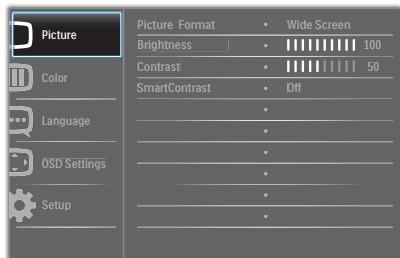 Picture
Color
Language
OSD Settings
Setup
Picture Format • Wide Screen
Brightness • 100
Contrast • 50
SmartContrast • Off